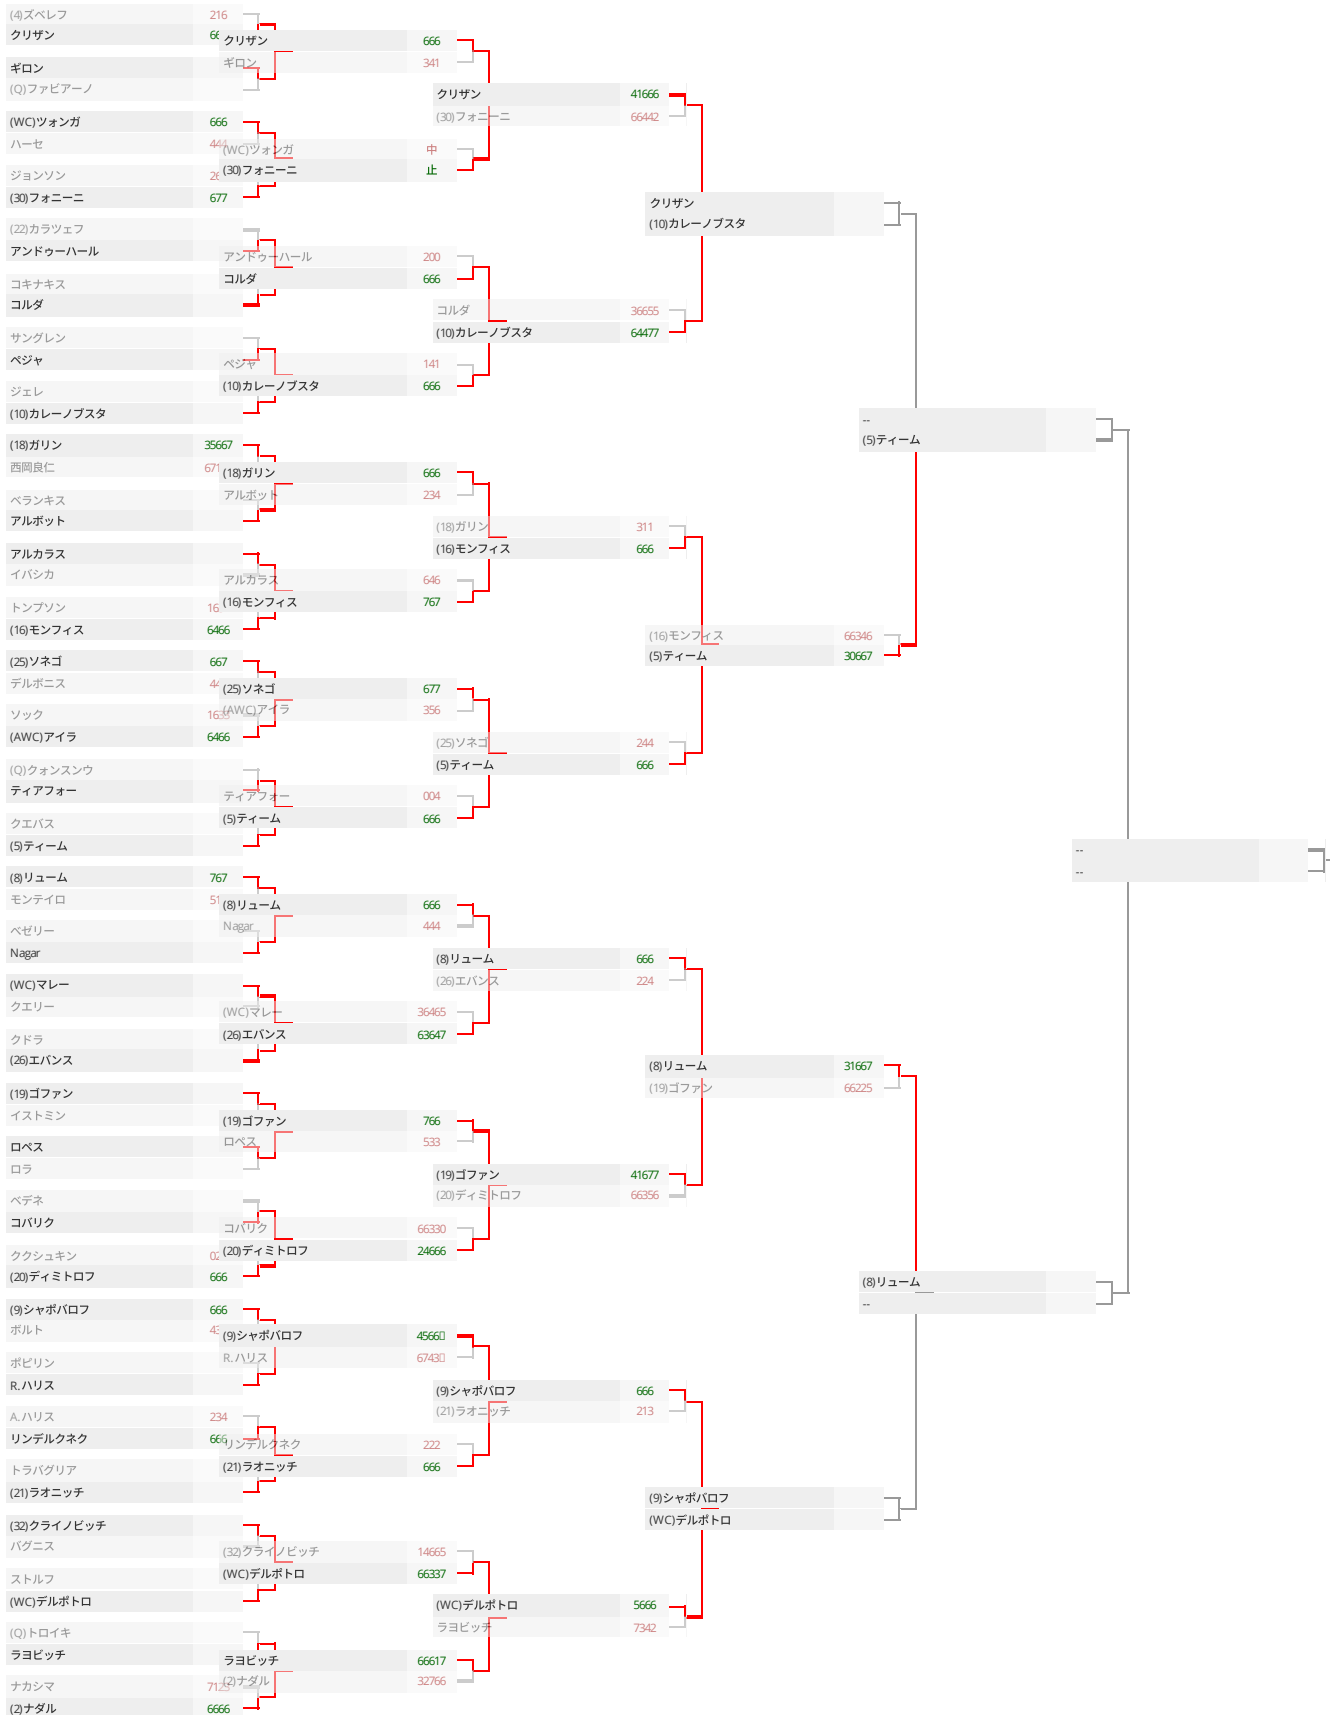 (4)ズベレフ 216
クリザン 66
ギロン
(Q)ファビアーノ
(WC)ツォンガ 666
ハーセ 444
ジョンソン 26
(30)フォニーニ 677
(22)カラツェフ
アンドゥーハール
コキナキス
コルダ
サングレン
ペジャ
ジェレ
(10)カレーノブスタ
(18)ガリン 35667
西岡良仁 671
ベランキス
アルボット
アルカラス
イバシカ
トンプソン 16
(16)モンフィス 6466
(25)ソネゴ 667
デルボニス 44
ソック 1635
(AWC)アイラ 6466
(Q)クォンスンウ
ティアフォー
クエバス
(5)ティーム
(8)リューム 767
モンテイロ 51
ベゼリー
Nagar
(WC)マレー
クエリー
クドラ
(26)エバンス
(19)ゴファン
イストミン
ロペス
ロラ
ベデネ
コバリク
ククシュキン 02
(20)ディミトロフ 666
(9)シャポバロフ 666
ボルト 43
ポピリン
R.ハリス
A.ハリス 234
リンデルクネク 666
トラバグリア
(21)ラオニッチ
(32)クライノビッチ
バグニス
ストルフ
(WC)デルポトロ
(Q)トロイキ
ラヨビッチ
ナカシマ 7123
(2)ナダル 6666
クリザン 666
ギロン 341
(WC)ツォンガ 中
(30)フォニーニ 止
アンドゥーハール 200
コルダ 666
ペジャ 141
(10)カレーノブスタ 666
(18)ガリン 666
アルボット 234
アルカラス 646
(16)モンフィス 767
(25)ソネゴ 677
(AWC)アイラ 356
ティアフォー 004
(5)ティーム 666
(8)リューム 666
Nagar 444
(WC)マレー 36465
(26)エバンス 63647
(19)ゴファン 766
ロペス 533
コバリク 66330
(20)ディミトロフ 24666
(9)シャポバロフ 4566
R.ハリス 6743
リンデルクネク 222
(21)ラオニッチ 666
(32)クライノビッチ 14665
(WC)デルポトロ 66337
ラヨビッチ 66617
(2)ナダル 32766
クリザン 41666
(30)フォニーニ 66442
コルダ 36655
(10)カレーノブスタ 64477
(18)ガリン 311
(16)モンフィス 666
(25)ソネゴ 244
(5)ティーム 666
(8)リューム 666
(26)エバンス 224
(19)ゴファン 41677
(20)ディミトロフ 66356
(9)シャポバロフ 666
(21)ラオニッチ 213
(WC)デルポトロ 5666
ラヨビッチ 7342
クリザン
(10)カレーノブスタ
(16)モンフィス 66346
(5)ティーム 30667
(8)リューム 31667
(19)ゴファン 66225
(9)シャポバロフ
(WC)デルポトロ
--
(5)ティーム
(8)リューム
--
--
--